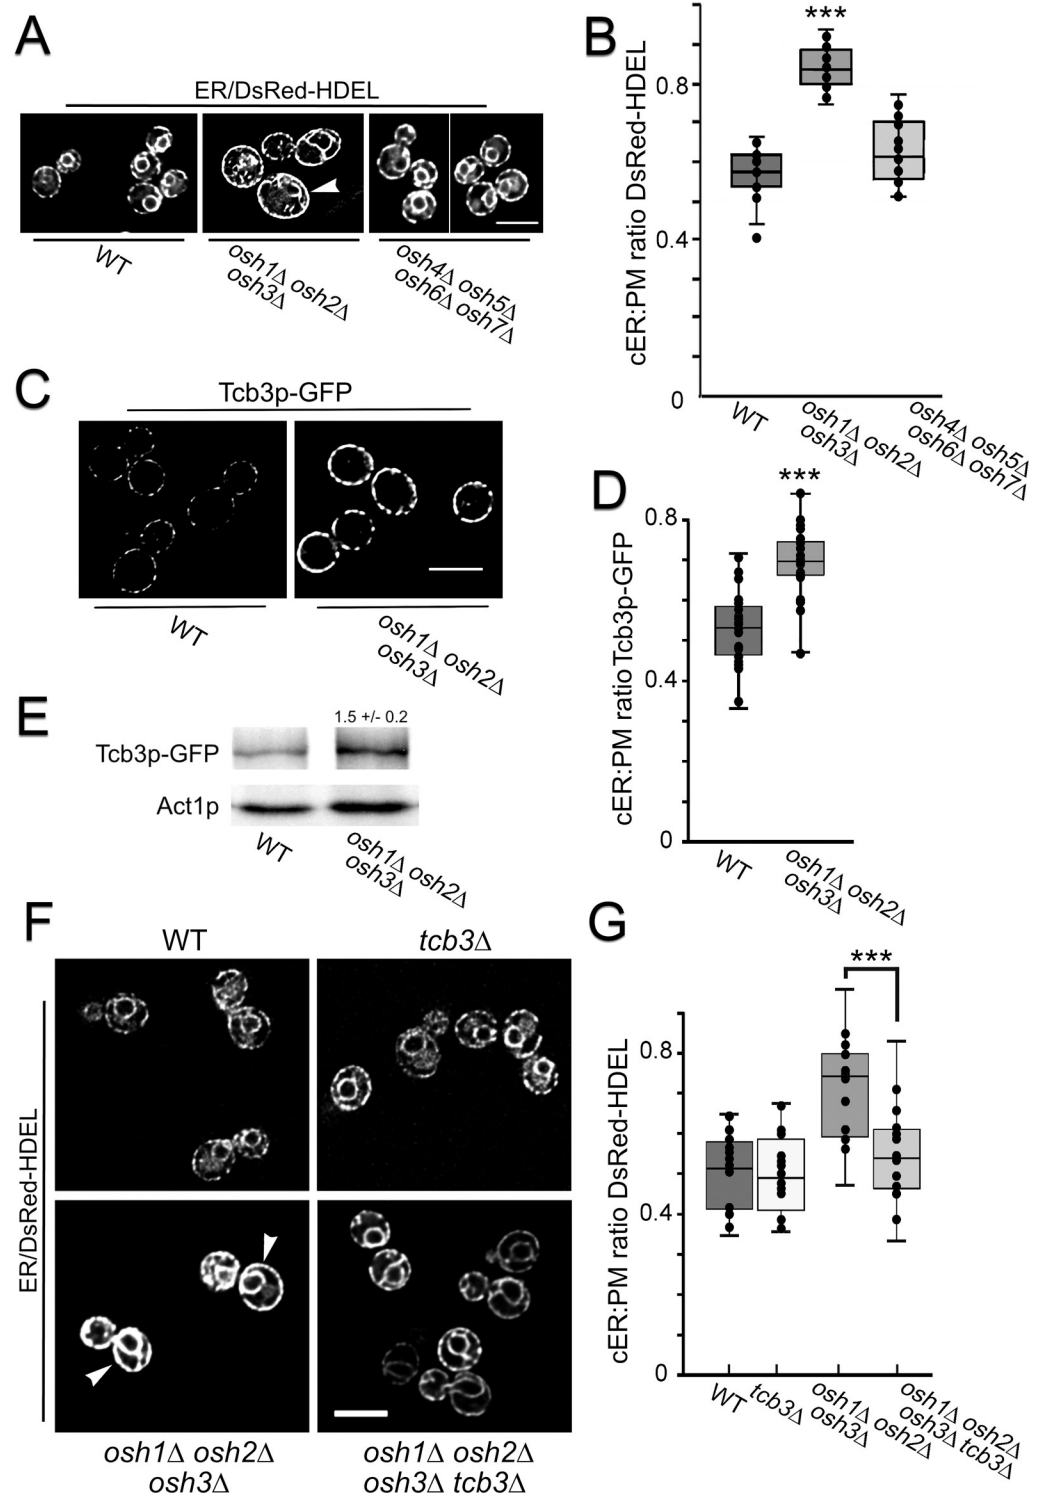 A
ER/DsRed-HDEL
WT
osh1Δ osh2Δ
osh3Δ
osh4Δ osh5Δ
osh6Δ osh7Δ
B
cER:PM ratio DsRed-HDEL
***
0.8
0.4
0
WT
osh1Δ osh2Δ
osh3Δ
osh4Δ osh5Δ
osh6Δ osh7Δ
C
Tcb3p-GFP
WT
osh1Δ osh2Δ
osh3Δ
D
cER:PM ratio Tcb3p-GFP
***
0.8
0.4
0
WT
osh1Δ osh2Δ
osh3Δ
E
1.5 +/- 0.2
Tcb3p-GFP
Act1p
WT
osh1Δ osh2Δ
osh3Δ
F
WT
tcb3Δ
ER/DsRed-HDEL
osh1Δ osh2Δ
osh3Δ
osh1Δ osh2Δ
osh3Δ tcb3Δ
G
cER:PM ratio DsRed-HDEL
***
0.8
0.4
0
WT
tcb3Δ
osh1Δ osh2Δ
osh3Δ
osh1Δ osh2Δ
osh3Δ tcb3Δ